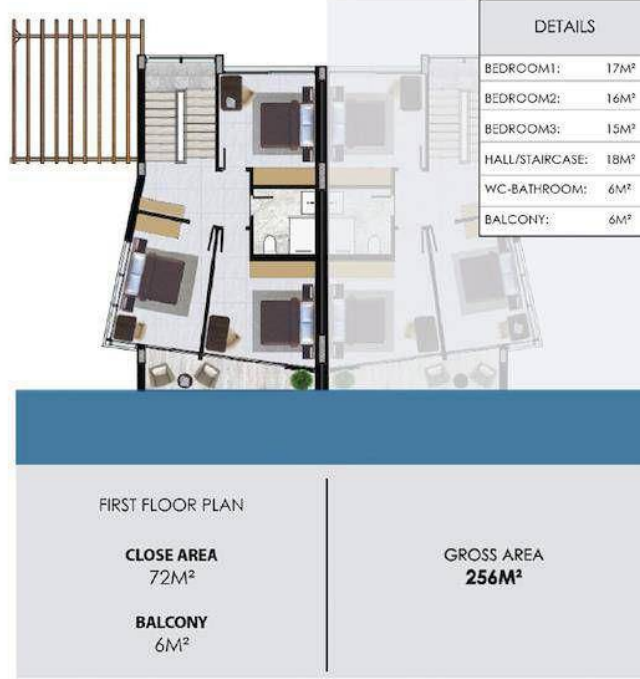 DETAILS
BEDROOM1: 17M²
BEDROOM2: 16M²
BEDROOM3: 15M²
HALL/STAIRCASE: 18M²
WC-BATHROOM: 6M²
BALCONY: 6M²
FIRST FLOOR PLAN
CLOSE AREA
72M²
BALCONY
6M²
GROSS AREA
256M²